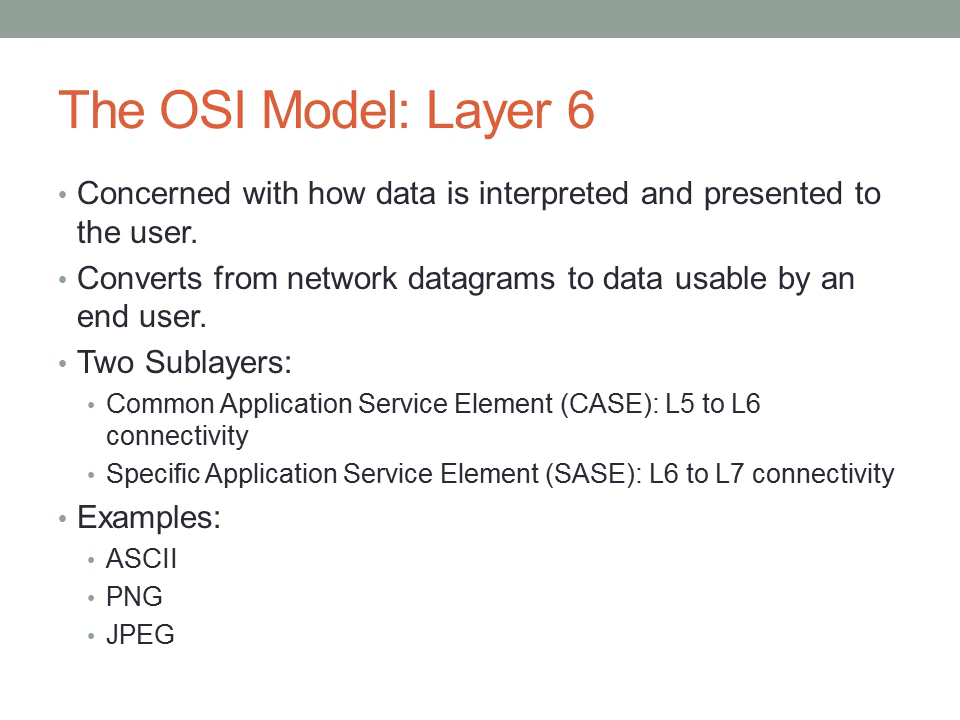 The OSI Model: Layer 6
• Concerned with how data is interpreted and presented to
the user.
• Converts from network datagrams to data usable by an
end user.
• Two Sublayers:
• Common Application Service Element (CASE): L5 to L6
connectivity
• Specific Application Service Element (SASE): L6 to L7 connectivity
• Examples:
• ASCII
• PNG
• JPEG